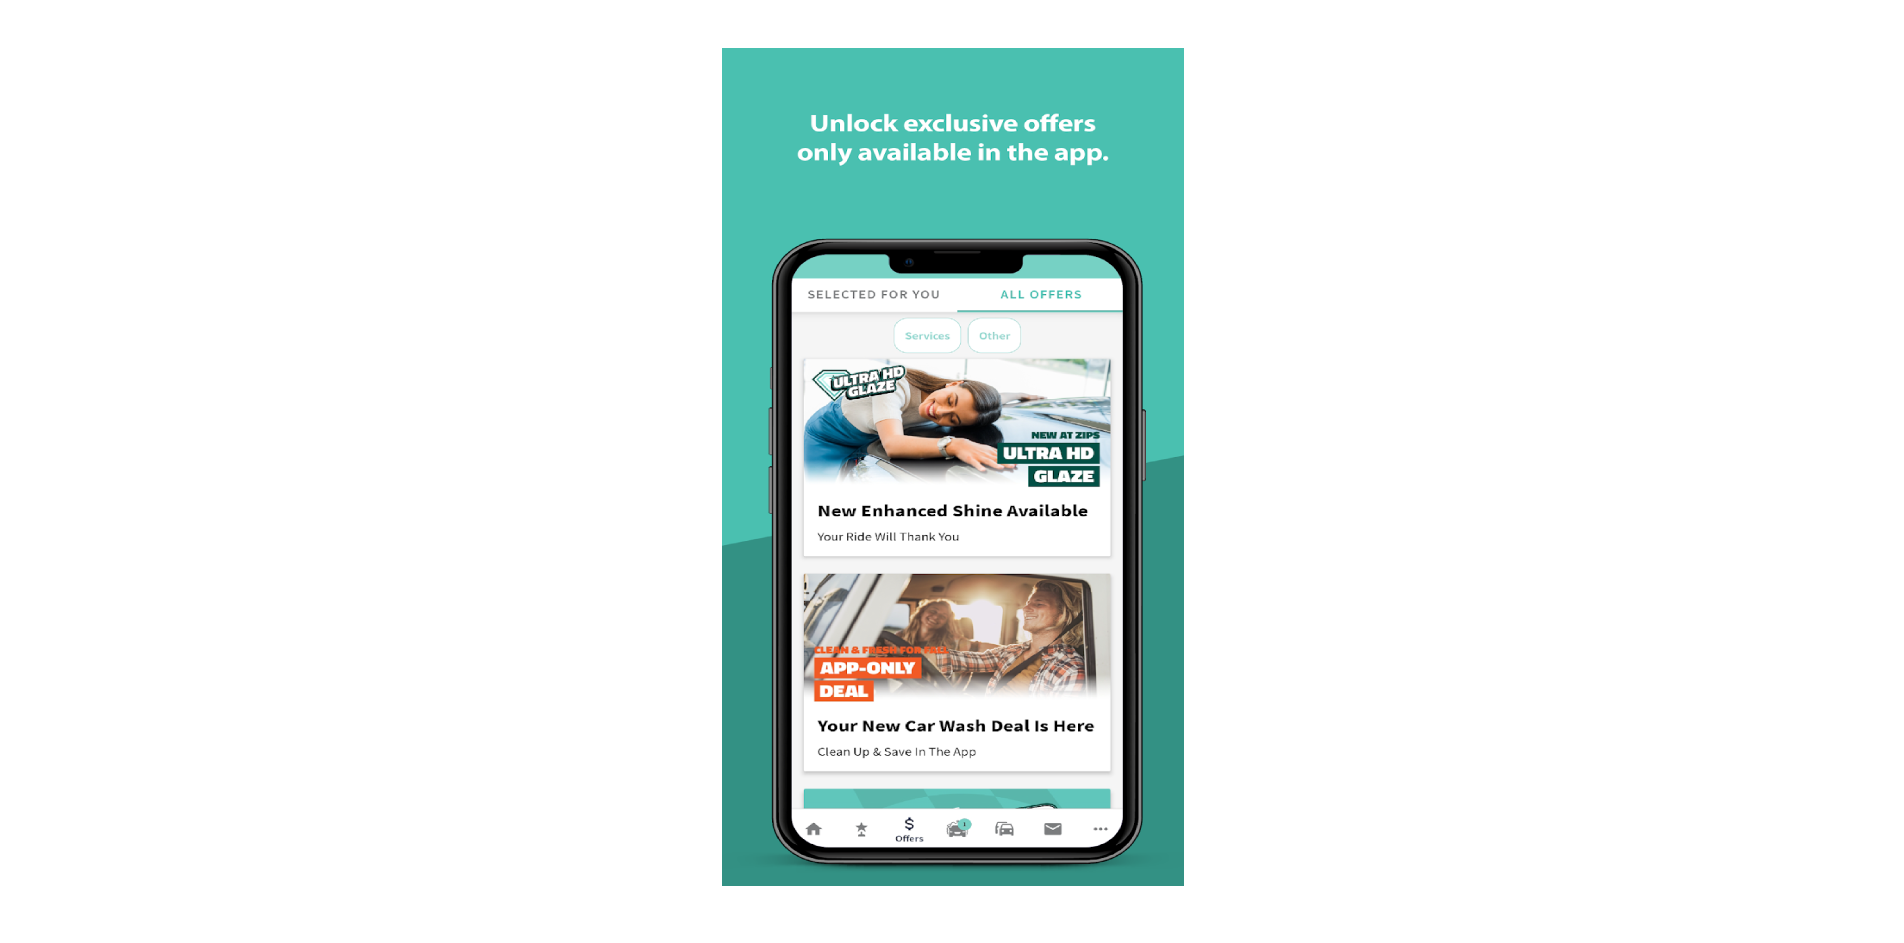 Unlock exclusive offers
only available in the app.
SELECTED FOR YOU
ALL OFFERS
Services
Other
ULTRA HD
GLAZE
NEW AT ZIPS
ULTRA HD
GLAZE
New Enhanced Shine Available
Your Ride Will Thank You
CLEAN & FRESH FOR FALL
APP-ONLY
DEAL
Your New Car Wash Deal Is Here
Clean Up & Save In The App
$
1
Offers